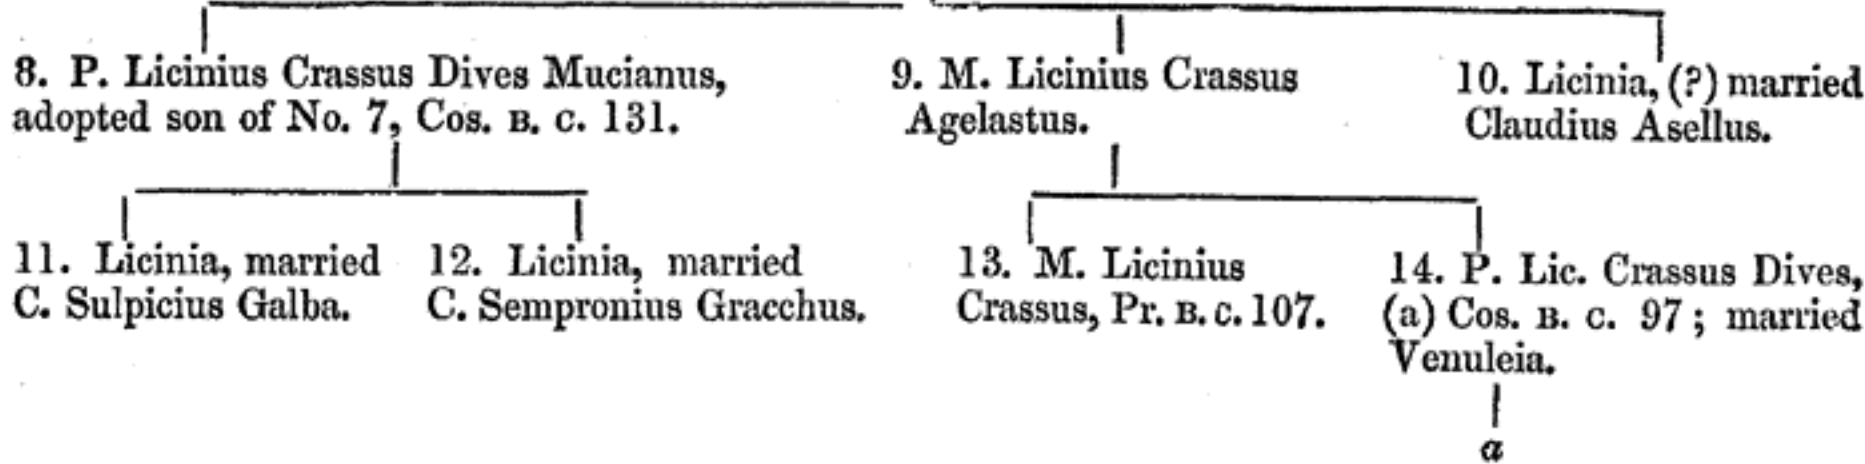 8. P. Licinius Crassus Dives Mucianus,
adopted son of No. 7, Cos. B. C. 131.
9. M. Licinius Crassus
Agelastus.
10. Licinia, (?) married
Claudius Asellus.
11. Licinia, married
C. Sulpicius Galba.
12. Licinia, married
C. Sempronius Gracchus.
13. M. Licinius
Crassus, Pr. B. C. 107.
14. P. Lic. Crassus Dives,
(a) Cos. B. C. 97 ; married
Venuleia.
a